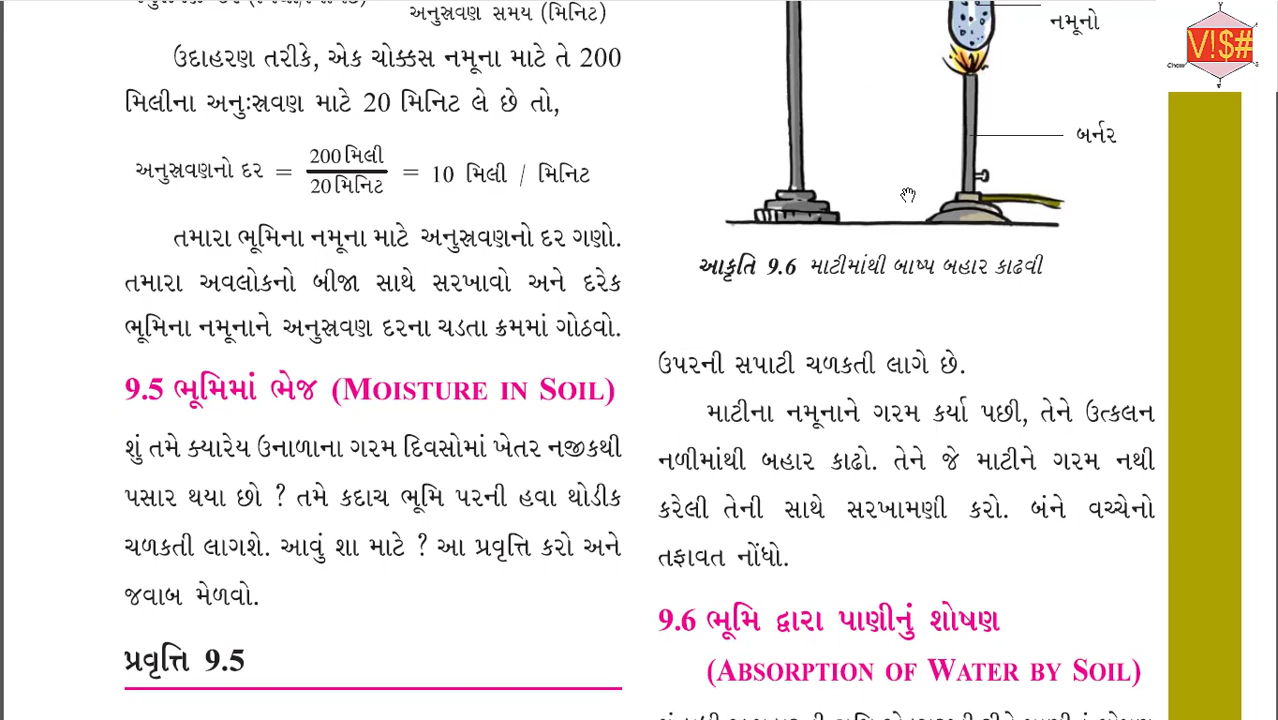 અનુસ્રવણ સમય (મિનિટ)
ઉદાહરણ તરીકે, એક ચોક્કસ નમૂના માટે તે 200
મિલીના અનુઃસ્રવણ માટે 20 મિનિટ લે છે તો,
અનુસ્રવણનો દર = 200 મિલી / 20 મિનિટ = 10 મિલી / મિનિટ
તમારા ભૂમિના નમૂના માટે અનુસ્રવણનો દર ગણો.
તમારા અવલોકનો બીજા સાથે સરખાવો અને દરેક
ભૂમિના નમૂનાને અનુસ્રવણ દરના ચડતા ક્રમમાં ગોઠવો.
9.5 ભૂમિમાં ભેજ (MOISTURE IN SOIL)
શું તમે ક્યારેય ઉનાળાના ગરમ દિવસોમાં ખેતર નજીકથી
પસાર થયા છો ? તમે કદાચ ભૂમિ પરની હવા થોડીક
ચળકતી લાગશે. આવું શા માટે ? આ પ્રવૃત્તિ કરો અને
જવાબ મેળવો.
પ્રવૃત્તિ 9.5
નમૂનો
બર્નર
આકૃતિ 9.6 માટીમાંથી બાષ્પ બહાર કાઢવી
ઉપરની સપાટી ચળકતી લાગે છે.
માટીના નમૂનાને ગરમ કર્યા પછી, તેને ઉત્કલન
નળીમાંથી બહાર કાઢો. તેને જે માટીને ગરમ નથી
કરેલી તેની સાથે સરખામણી કરો. બંને વચ્ચેનો
તફાવત નોંધો.
9.6 ભૂમિ દ્વારા પાણીનું શોષણ
(ABSORPTION OF WATER BY SOIL)
V!$#